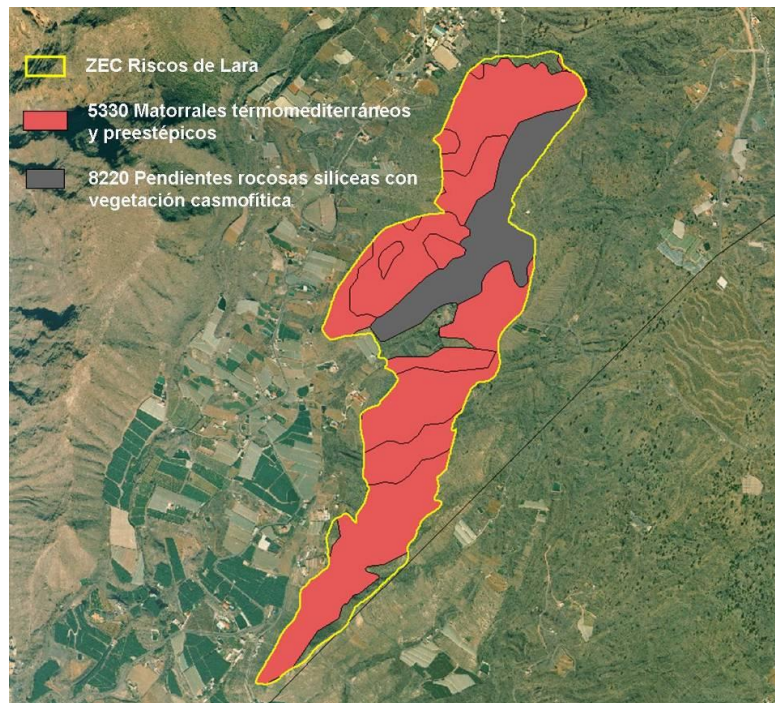 ZEC Riscos de Lara
5330 Matorrales termomediterráneos
y preestépicos
8220 Pendientes rocosas silíceas con
vegetación casmofítica